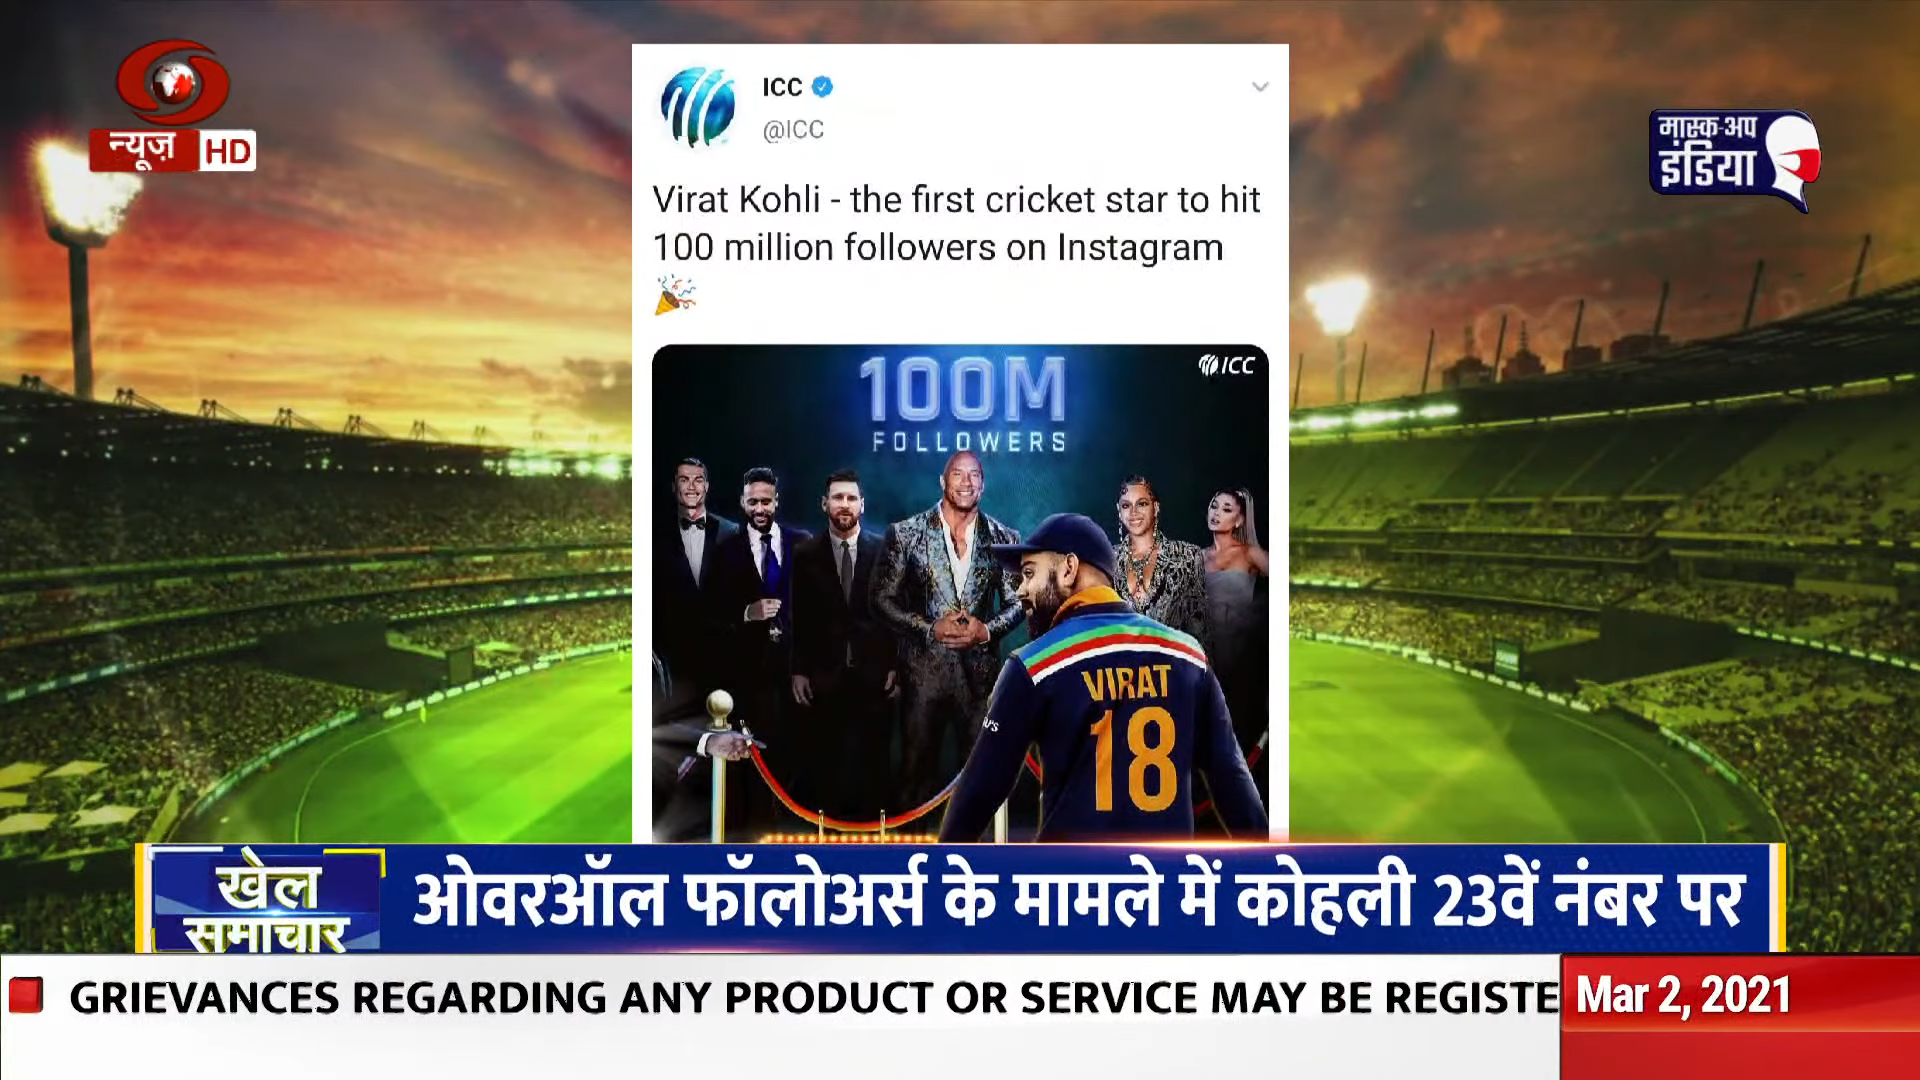 न्यूज़ HD
मास्क-अप
इंडिया
ICC
@ICC
Virat Kohli - the first cricket star to hit
100 million followers on Instagram
ICC
100M
FOLLOWERS
VIRAT
18
खेल
समाचार
ओवरऑल फॉलोअर्स के मामले में कोहली 23वें नंबर पर
GRIEVANCES REGARDING ANY PRODUCT OR SERVICE MAY BE REGISTE
Mar 2, 2021